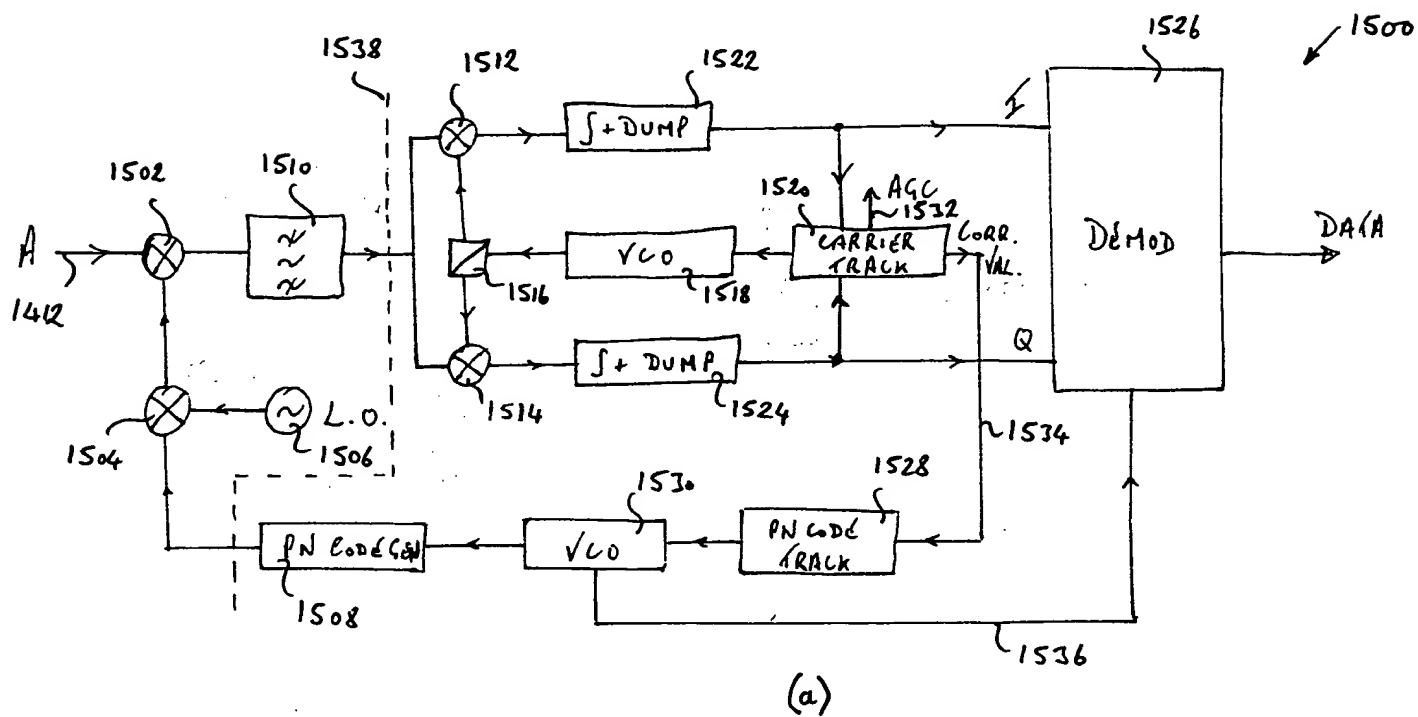 1538
1512
1522
1526
1500
∫+ DUMP
I
1502
1510
1520
AGC
1532
A
CARRIER
TRACK
CORR.
VAL.
DEMOD
DATA
VCO
1412
1516
1518
∫+ DUMP
Q
1514
1524
L.O.
1504
1506
1534
1530
1528
PN CODE GEN
VCO
PN CODE
TRACK
1508
1536
(a)